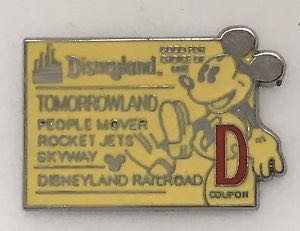 Disneyland
GOOD FOR
CHOICE OF
ONE
TOMORROWLAND
PEOPLE MOVER
ROCKET JETS
SKYWAY
DISNEYLAND RAILROAD
D
COUPON